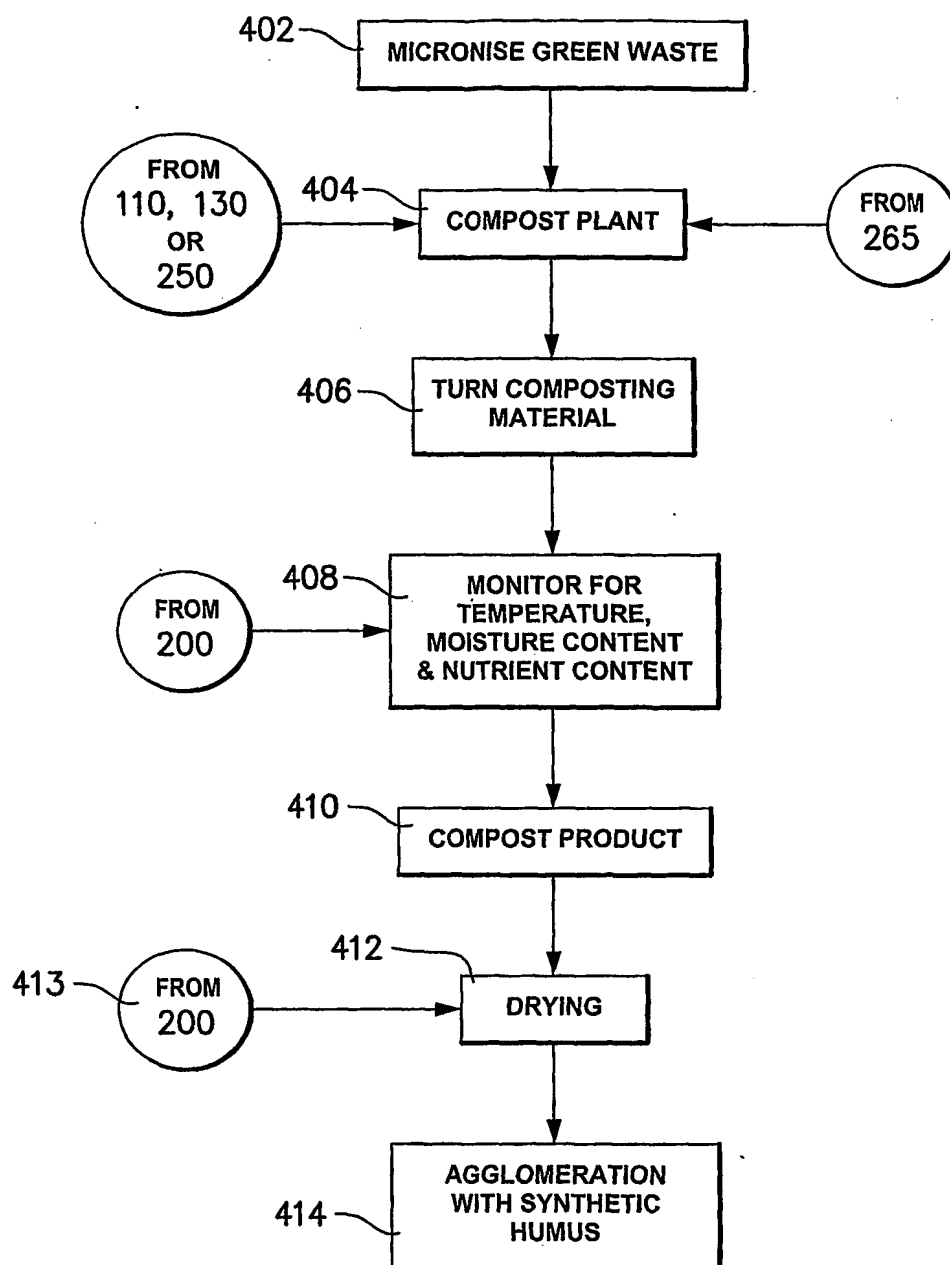 402
MICRONISE GREEN WASTE
FROM
110, 130
OR
250
404
COMPOST PLANT
FROM
265
406
TURN COMPOSTING
MATERIAL
FROM
200
408
MONITOR FOR
TEMPERATURE,
MOISTURE CONTENT
& NUTRIENT CONTENT
410
COMPOST PRODUCT
413
FROM
200
412
DRYING
414
AGGLOMERATION
WITH SYNTHETIC
HUMUS